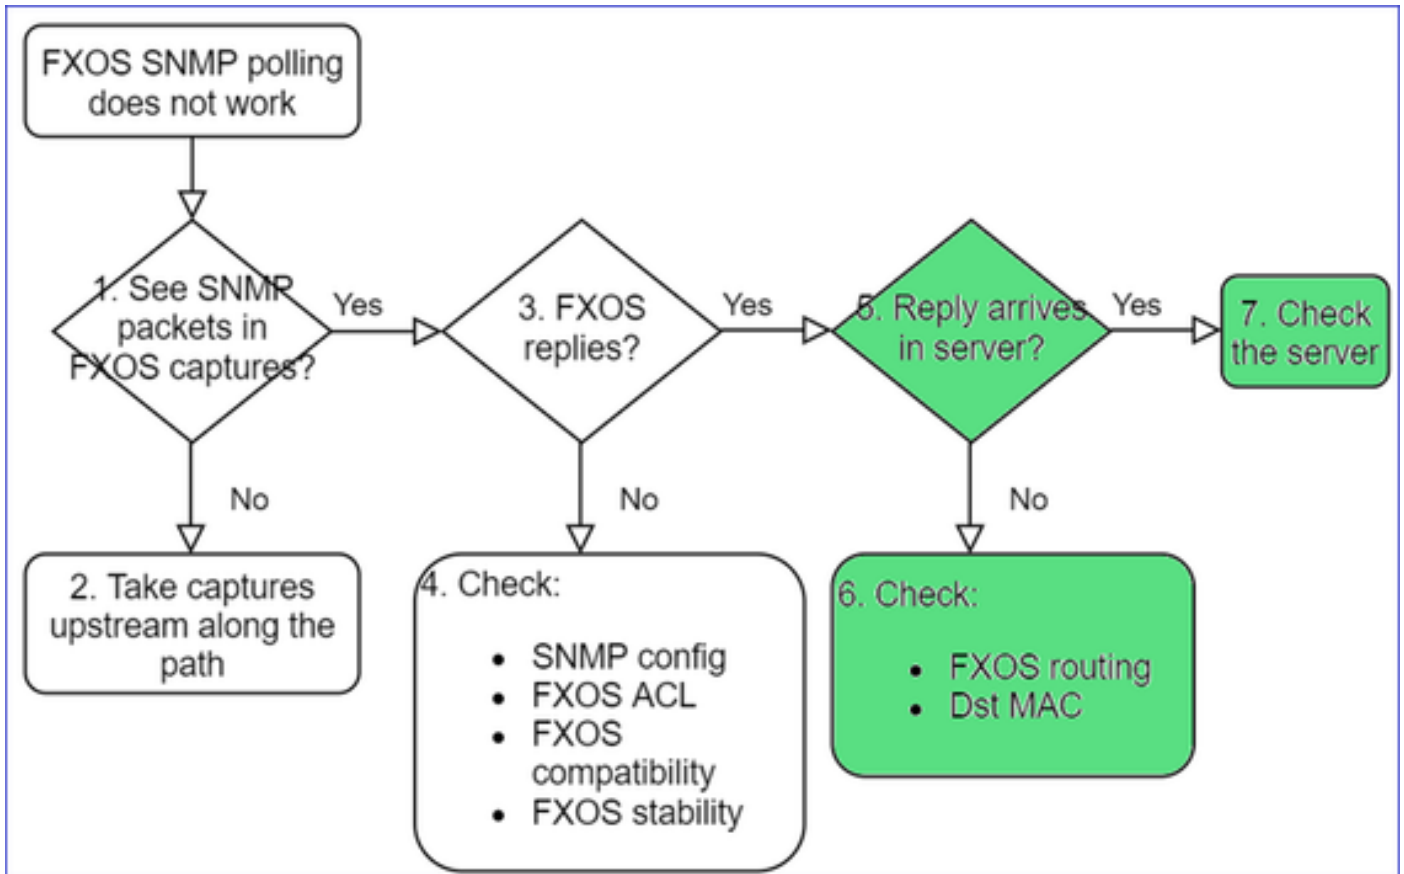 FXOS SNMP polling
does not work
1. See SNMP
packets in
FXOS captures?
Yes
3. FXOS
replies?
Yes
5. Reply arrives
in server?
Yes
7. Check
the server
No
No
No
2. Take captures
upstream along the
path
4. Check:
• SNMP config
• FXOS ACL
• FXOS
compatibility
• FXOS stability
6. Check:
• FXOS routing
• Dst MAC